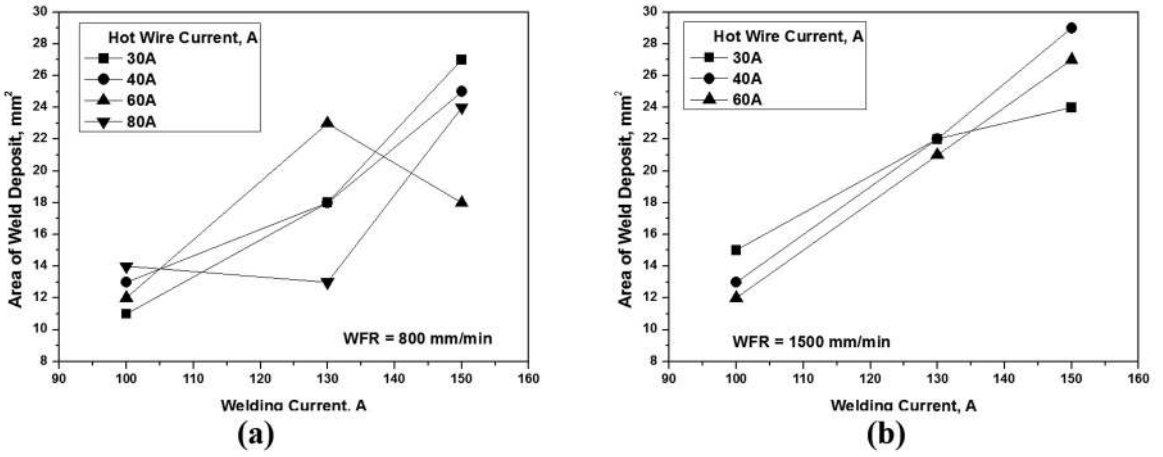 30
28
26
24
22
20
18
16
14
12
10
8
Area of Weld Deposit, mm²
Hot Wire Current, A
30A
40A
60A
80A
WFR = 800 mm/min
90 100 110 120 130 140 150 160
Welding Current, A
(a)
30
28
26
24
22
20
18
16
14
12
10
8
Area of Weld Deposit, mm²
Hot Wire Current, A
30A
40A
60A
WFR = 1500 mm/min
90 100 110 120 130 140 150 160
Welding Current, A
(b)